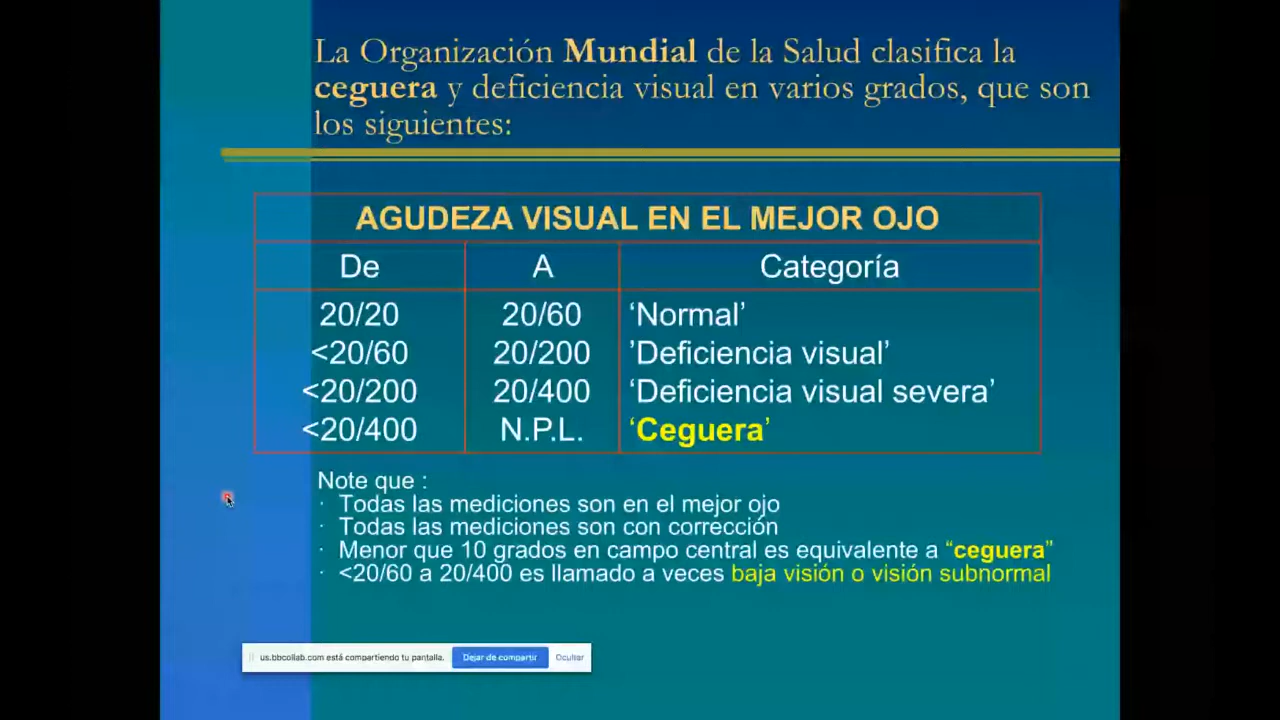 La Organización Mundial de la Salud clasifica la
ceguera y deficiencia visual en varios grados, que son
los siguientes:
AGUDEZA VISUAL EN EL MEJOR OJO
De A Categoría
20/20 20/60 ‘Normal’
<20/60 20/200 ’Deficiencia visual’
<20/200 20/400 ‘Deficiencia visual severa’
<20/400 N.P.L. ‘Ceguera’
Note que :
· Todas las mediciones son en el mejor ojo
· Todas las mediciones son con corrección
· Menor que 10 grados en campo central es equivalente a “ceguera”
· <20/60 a 20/400 es llamado a veces baja visión o visión subnormal
us.bbcollab.com está compartiendo tu pantalla. Dejar de compartir Ocultar